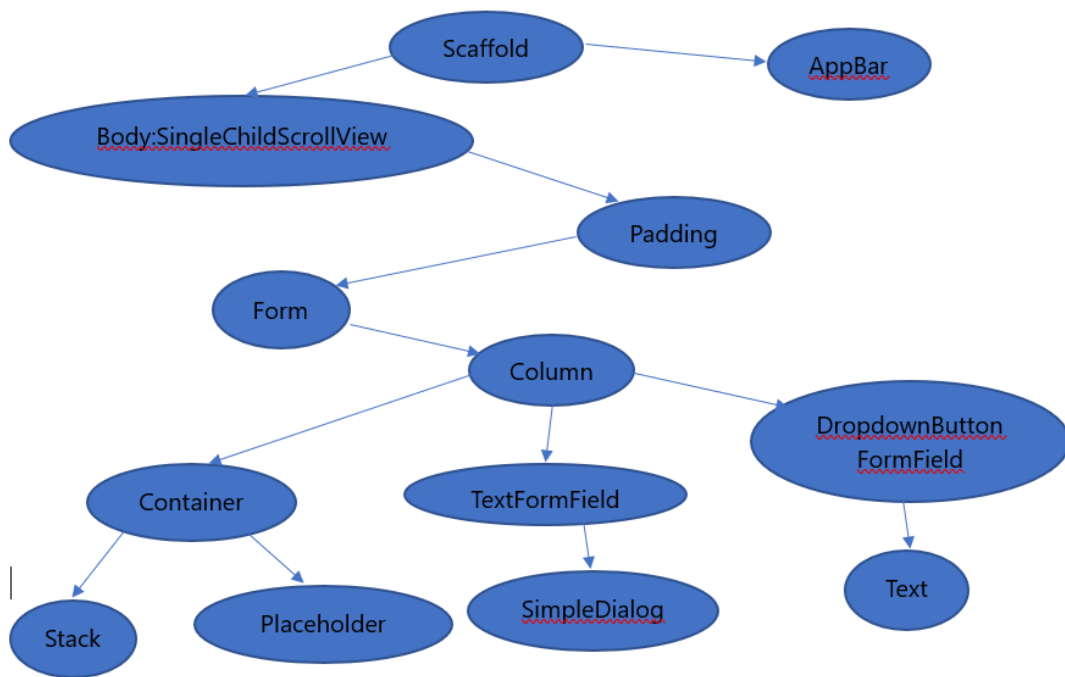 Scaffold
AppBar
Body:SingleChildScrollView
Padding
Form
Column
DropdownButton
FormField
Container
TextFormField
Text
Stack
Placeholder
SimpleDialog